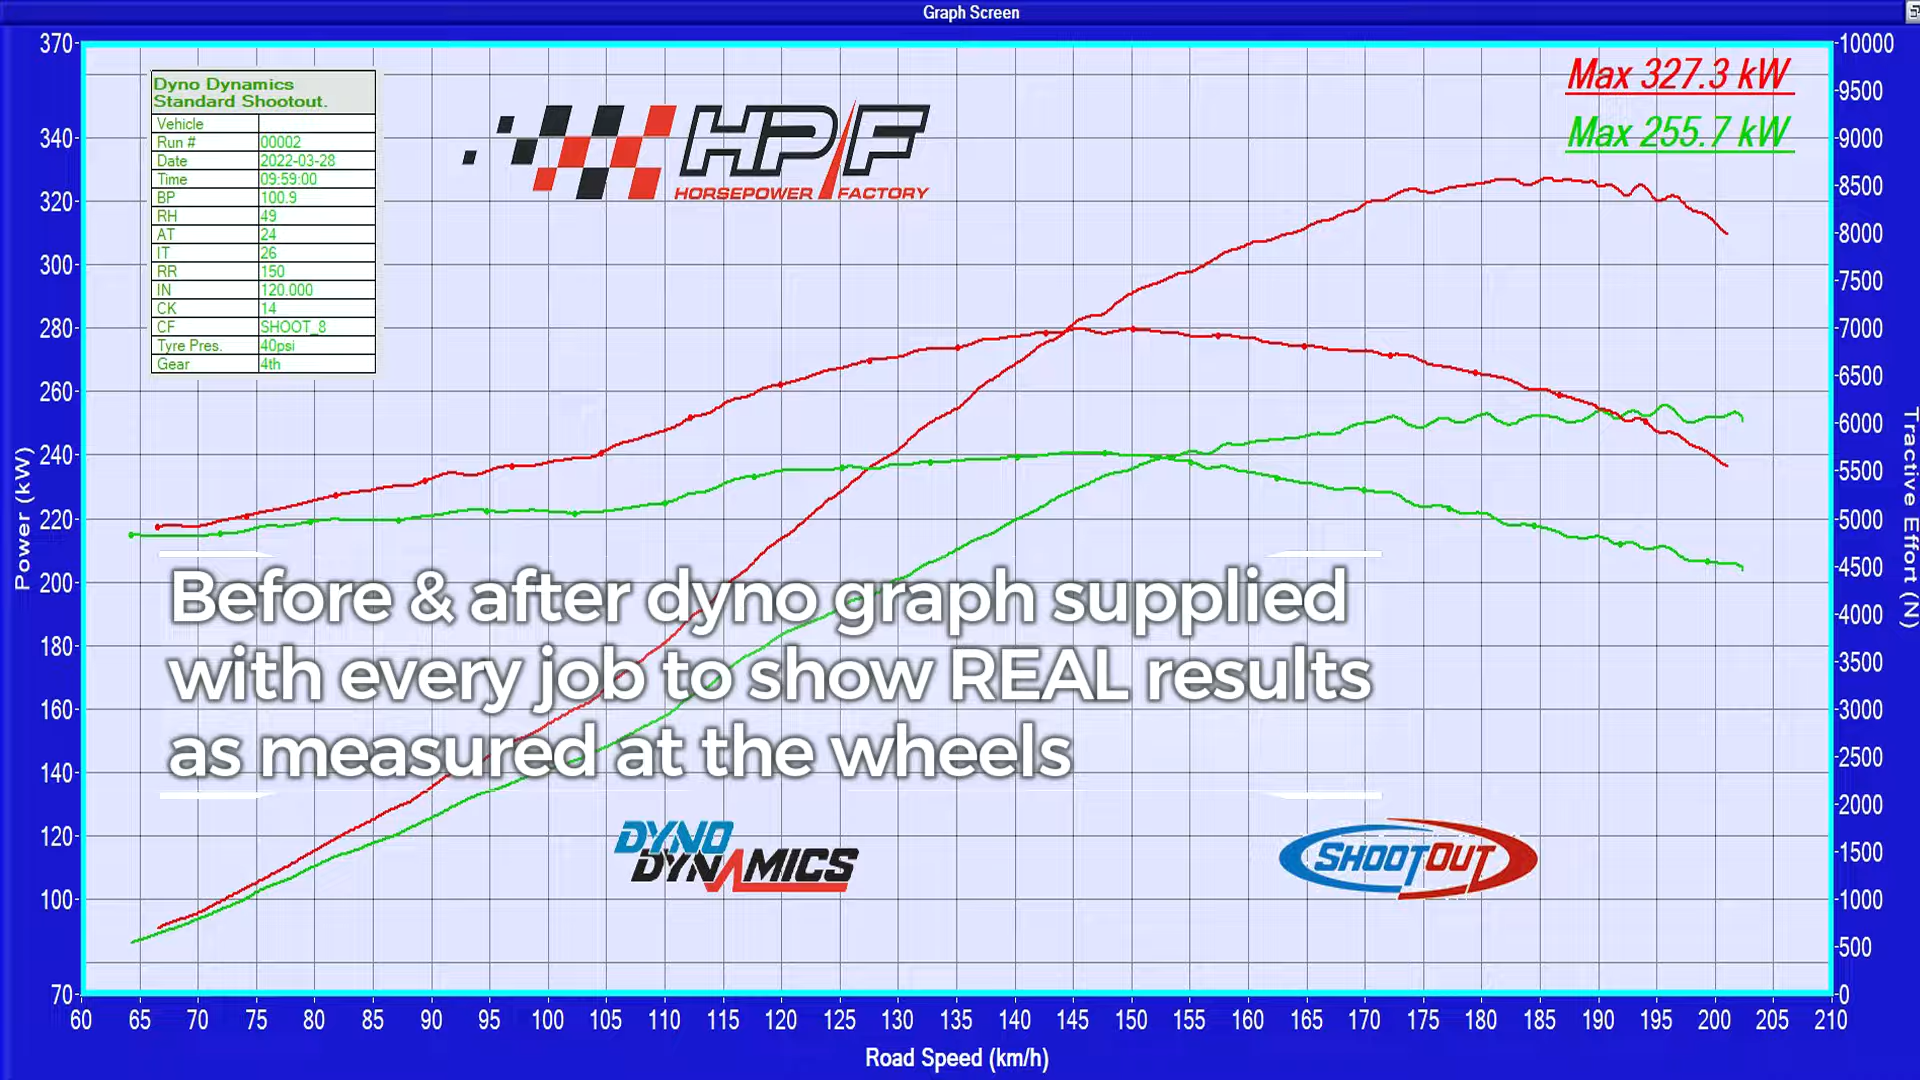 Graph Screen
370
340
320
300
280
260
240
220
200
180
160
140
120
100
70
Power (kW)
Dyno Dynamics
Standard Shootout.
Vehicle
Run # 00002
Date 2022-03-28
Time 09:59:00
BP 100.9
RH 49
AT 24
IT 26
RR 150
IN 120.000
CK 14
CF SHOOT_8
Tyre Pres. 40psi
Gear 4th
HPF
HORSEPOWER FACTORY
Max 327.3 kW
Max 255.7 kW
Before & after dyno graph supplied
with every job to show REAL results
as measured at the wheels
DYNO
DYNAMICS
SHOOTOUT
10000
9500
9000
8500
8000
7500
7000
6500
6000
5500
5000
4500
4000
3500
3000
2500
2000
1500
1000
500
0
Tractive Effort (N)
60 65 70 75 80 85 90 95 100 105 110 115 120 125 130 135 140 145 150 155 160 165 170 175 180 185 190 195 200 205 210
Road Speed (km/h)